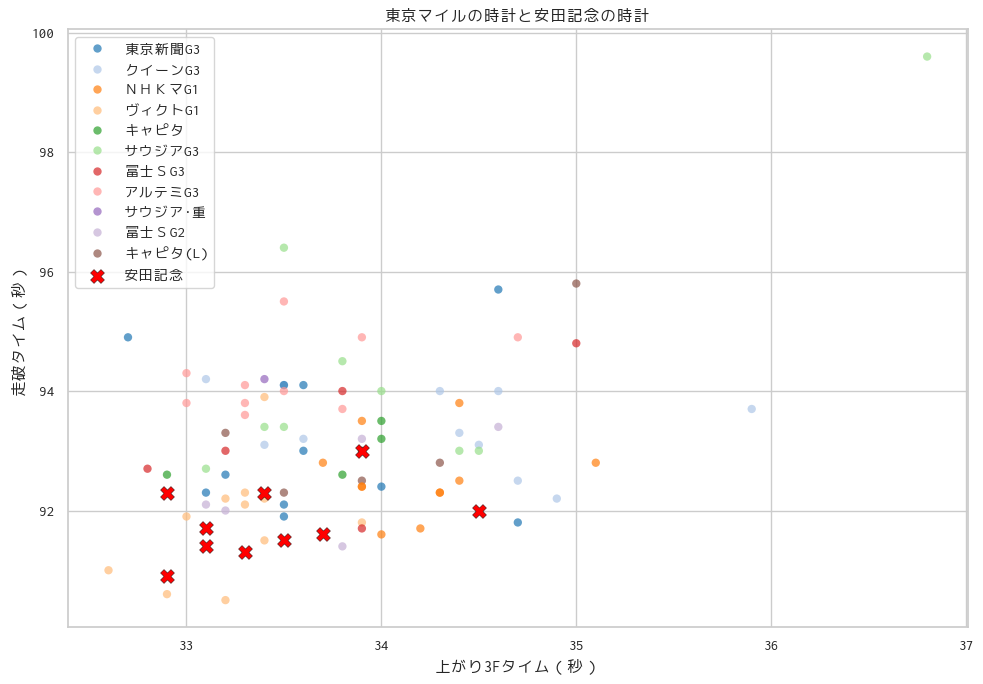 東京マイルの時計と安田記念の時計
100
98
96
94
92
走破タイム ( 秒 )
東京新聞G3
クイーンG3
ＮＨＫマG1
ヴィクトG1
キャピタ
サウジアG3
冨士ＳG3
アルテミG3
サウジア・重
冨士ＳG2
キャピタ(L)
安田記念
33
34
35
36
37
上がり3Fタイム ( 秒 )